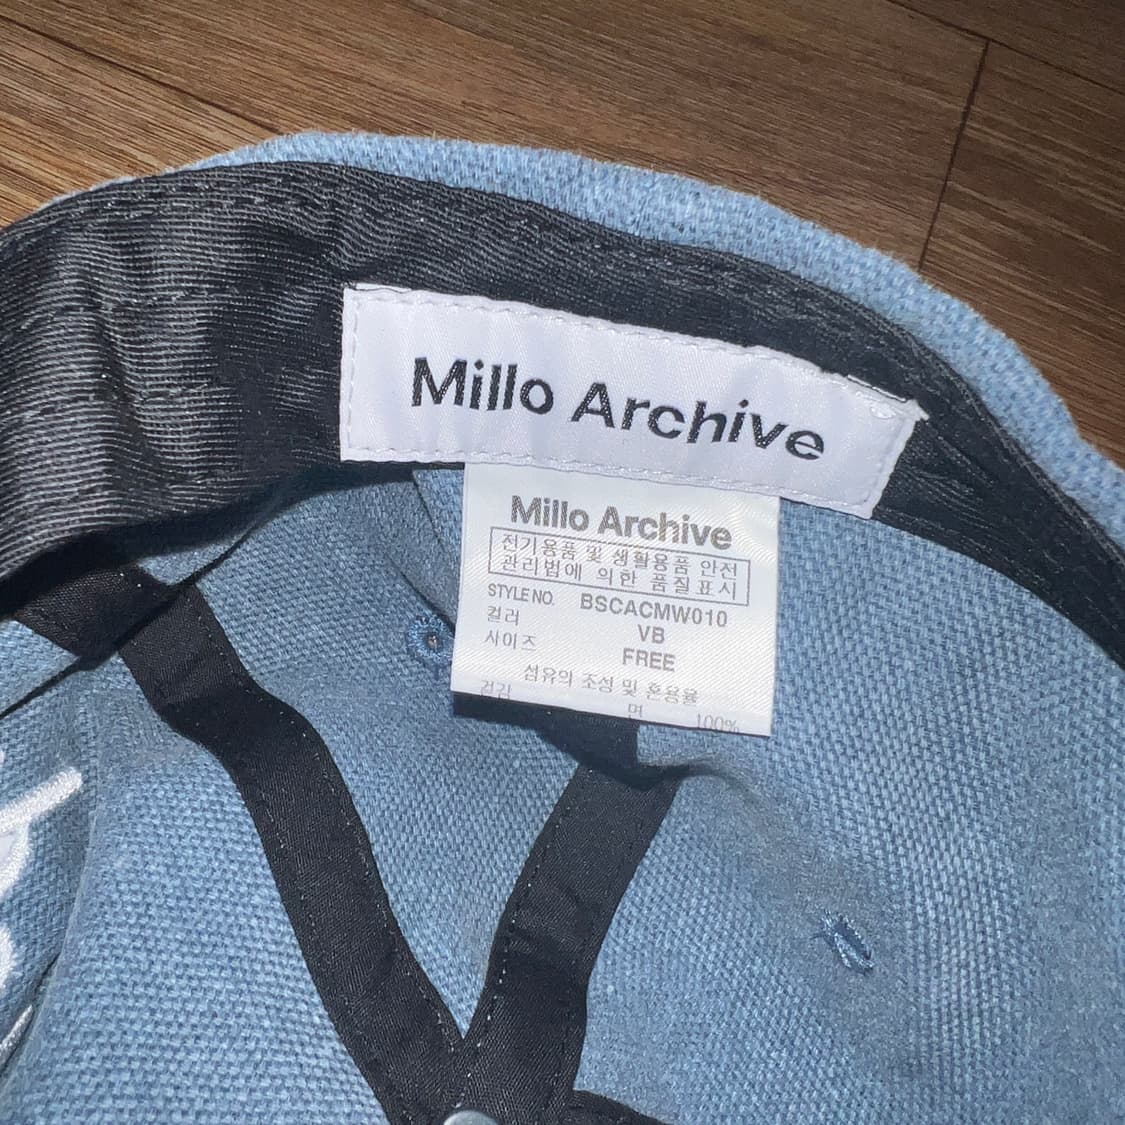 Millo Archive
Millo Archive
전기용품 및 생활용품 안전
관리법에 의한 품질표시
STYLE NO. BSCACMW010
컬러 VB
사이즈 FREE
섬유의 조성 및 혼용율
겉감 면 100%